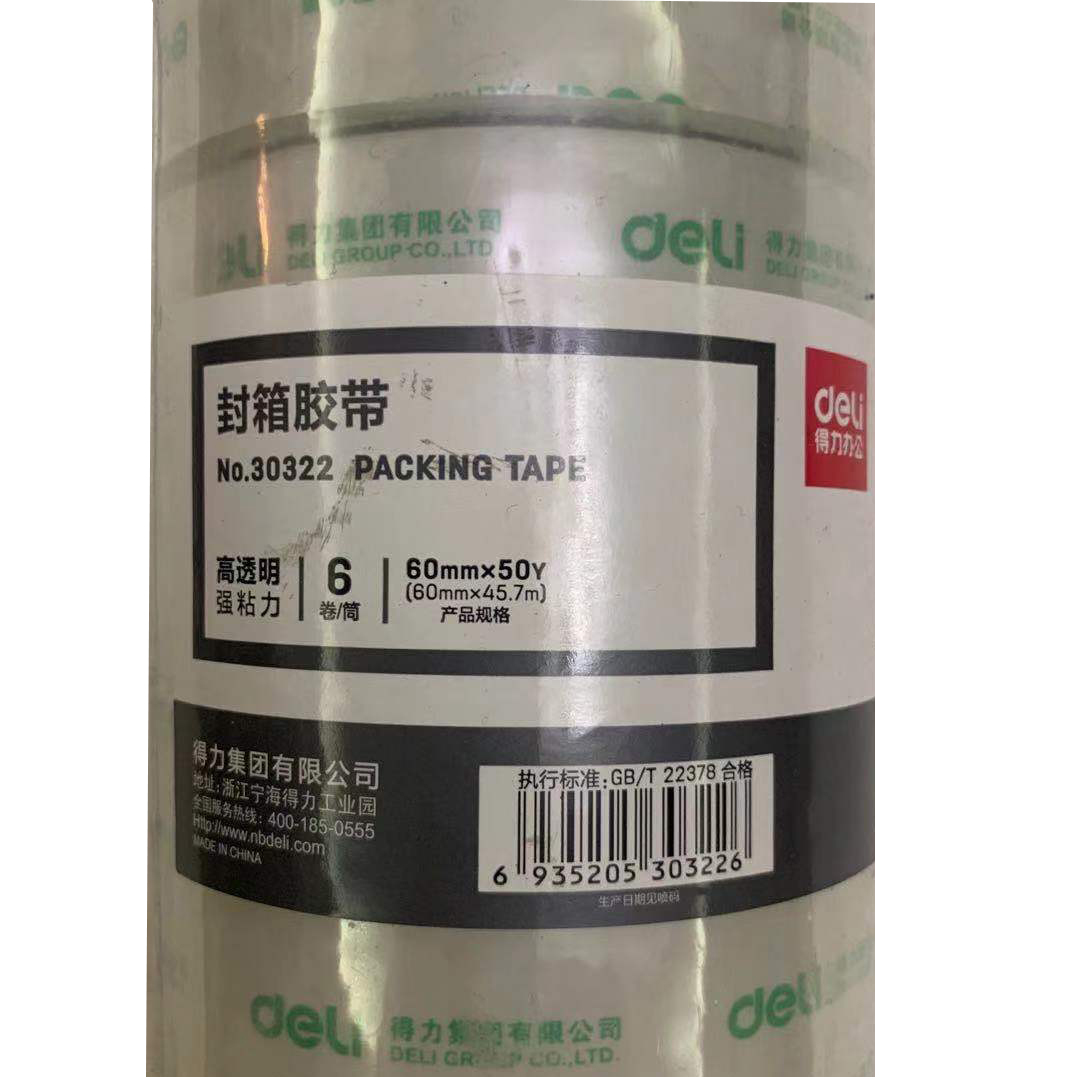 得力集团有限公司
DELI GROUP CO.,LTD.
deli
封箱胶带
No.30322 PACKING TAPE
高透明
强粘力
6
卷/筒
60mm×50Y
(60mm×45.7m)
产品规格
deli
得力办公
得力集团有限公司
地址:浙江宁海得力工业园
全国服务热线: 400-185-0555
Http://www.nbdeli.com
MADE IN CHINA
执行标准:GB/T 22378 合格
6 935205 303226
生产日期见喷码
deli
得力集团有限公司
DELI GROUP CO.,LTD.
deli